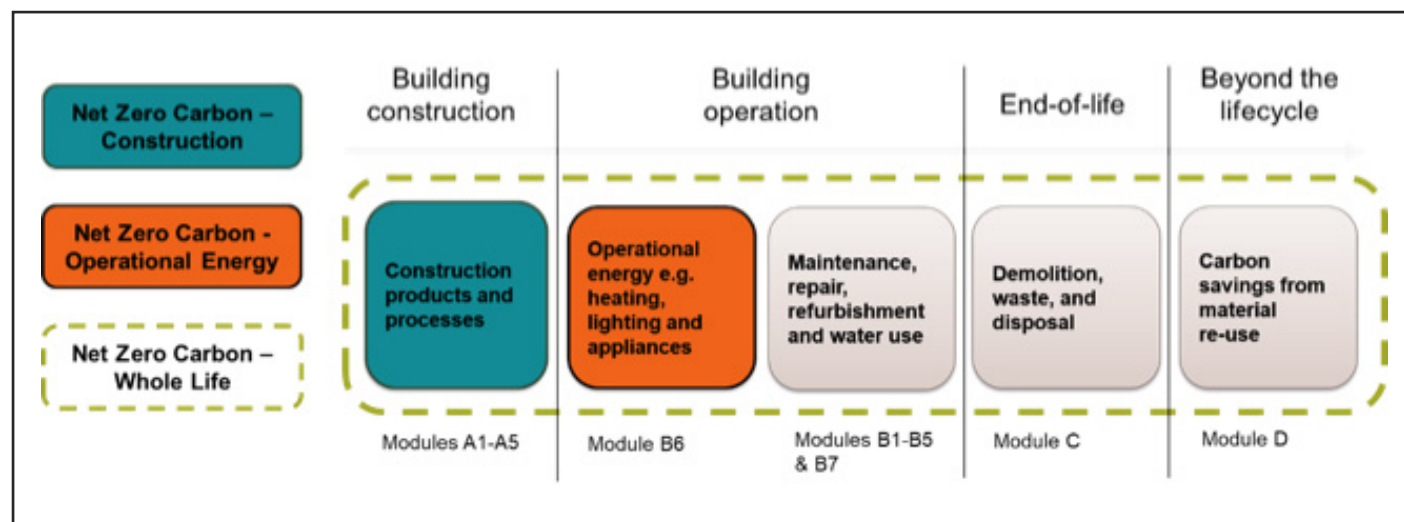 Net Zero Carbon –
Construction
Net Zero Carbon -
Operational Energy
Net Zero Carbon –
Whole Life
Building
construction
Building
operation
End-of-life
Beyond the
lifecycle
Construction
products and
processes
Operational
energy e.g.
heating,
lighting and
appliances
Maintenance,
repair,
refurbishment
and water use
Demolition,
waste, and
disposal
Carbon
savings from
material
re-use
Modules A1-A5
Module B6
Modules B1-B5
& B7
Module C
Module D